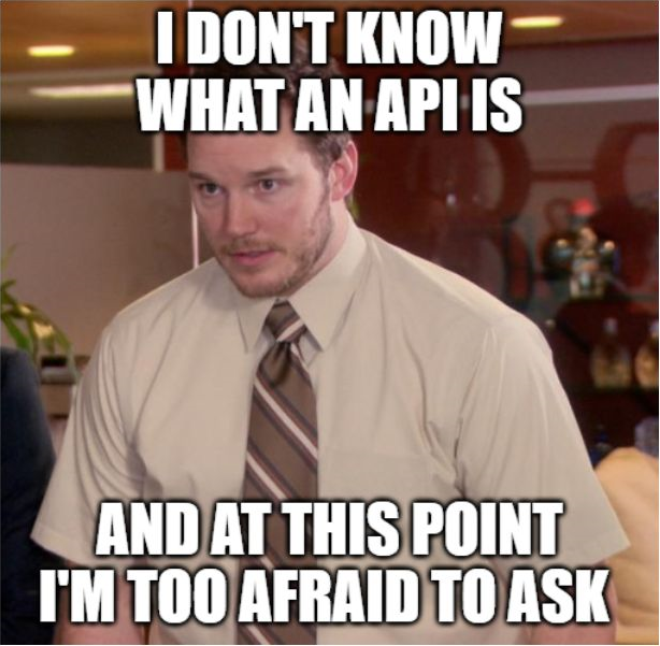 I DON'T KNOW
WHAT AN API IS
AND AT THIS POINT
I'M TOO AFRAID TO ASK